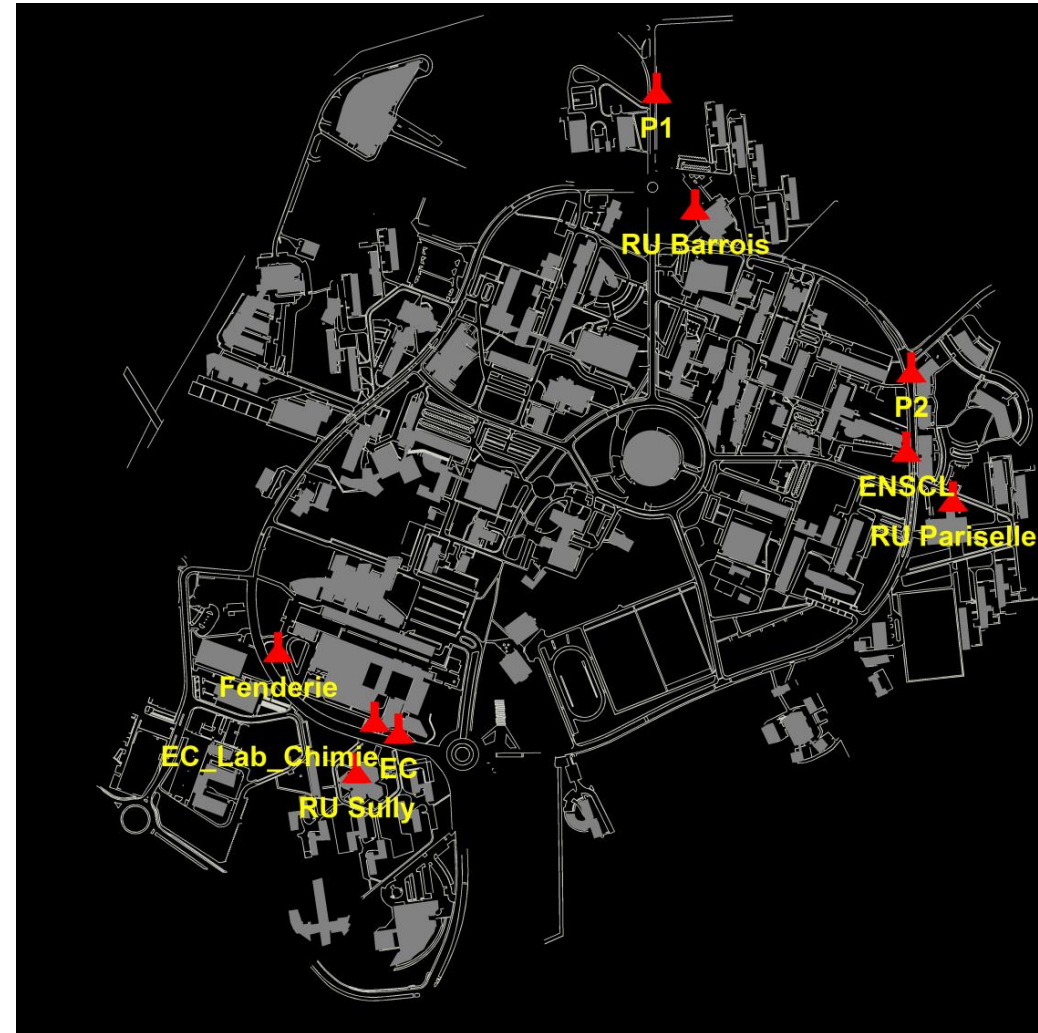 P1
RU Barrois
P2
ENSCL
RU Pariselle
Fenderie
EC_Lab_Chimie
EC
RU Sully